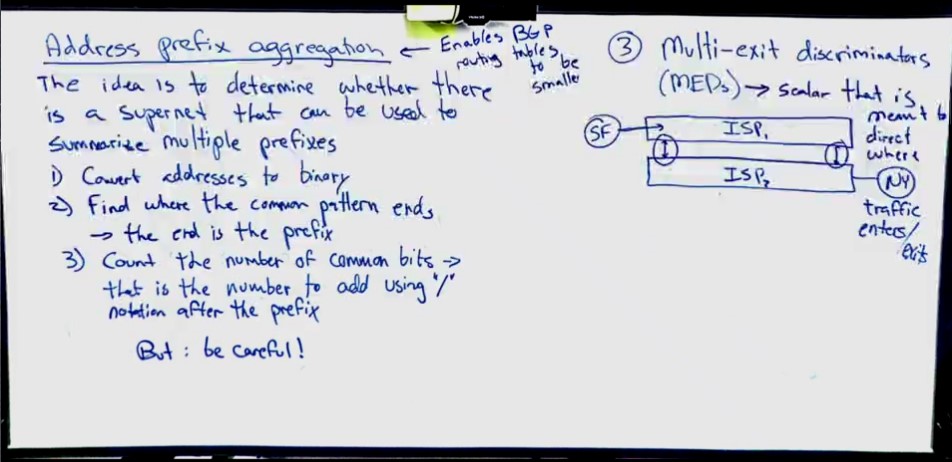 Address prefix aggregation ← Enables BGP
routing tables
to be
smaller
The idea is to determine whether there
is a supernet that can be used to
summarize multiple prefixes
1) Convert addresses to binary
2) Find where the common pattern ends
→ the end is the prefix
3) Count the number of common bits →
that is the number to add using "/"
notation after the prefix
But : be careful!
③ Multi-exit discriminators
(MEDs) → scalar that is
meant to
direct
where
traffic
enters/
exits
SF
ISP₁
I
I
ISP₂
NY